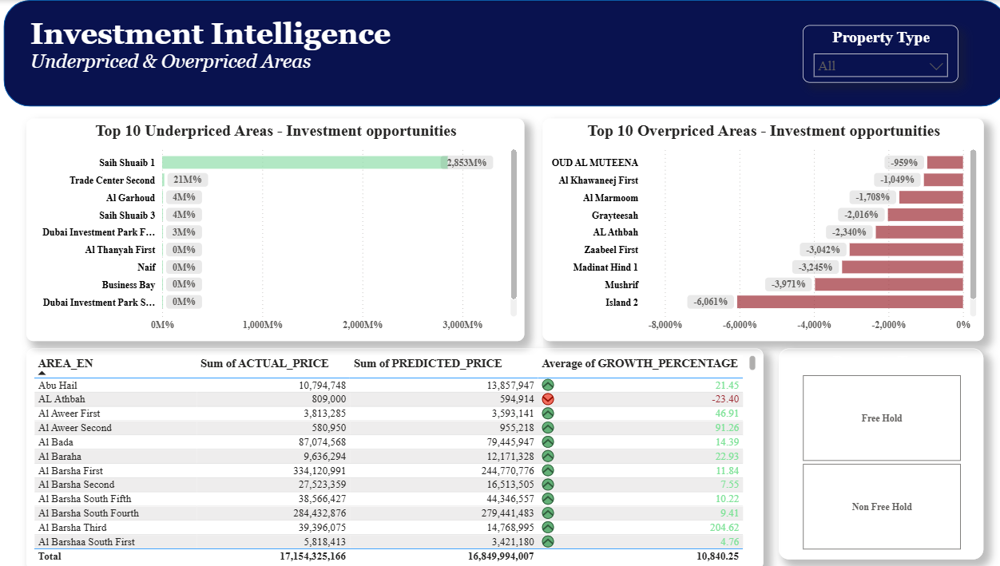 Investment Intelligence
Underpriced & Overpriced Areas
Property Type
All
Top 10 Underpriced Areas - Investment opportunities
Saih Shuaib 1 2,853M%
Trade Center Second 21M%
Al Garhoud 4M%
Saih Shuaib 3 4M%
Dubai Investment Park F... 3M%
Al Thanyah First 0M%
Naif 0M%
Business Bay 0M%
Dubai Investment Park S... 0M%
0M% 1,000M% 2,000M% 3,000M%
Top 10 Overpriced Areas - Investment opportunities
OUD AL MUTEENA -959%
Al Khawaneej First -1,049%
Al Marmoom -1,708%
Grayteesah -2,016%
AL Athbah -2,340%
Zaabeel First -3,042%
Madinat Hind 1 -3,245%
Mushrif -3,971%
Island 2 -6,061%
-8,000% -6,000% -4,000% -2,000% 0%
AREA_EN Sum of ACTUAL_PRICE Sum of PREDICTED_PRICE Average of GROWTH_PERCENTAGE
Abu Hail 10,794,748 13,857,947 21.45
AL Athbah 809,000 594,914 -23.40
Al Aweer First 3,813,285 3,593,141 46.91
Al Aweer Second 580,950 955,218 91.26
Al Bada 87,074,568 79,445,947 14.39
Al Baraha 9,636,294 12,171,328 22.93
Al Barsha First 334,120,991 244,770,776 11.84
Al Barsha Second 27,523,359 16,513,505 7.55
Al Barsha South Fifth 38,566,427 44,346,557 10.22
Al Barsha South Fourth 284,432,876 279,441,483 9.41
Al Barsha Third 39,396,075 14,768,995 204.62
Al Barshaa South First 5,818,413 3,421,180 4.76
Total 17,154,325,166 16,849,994,007 10,840.25
Free Hold
Non Free Hold